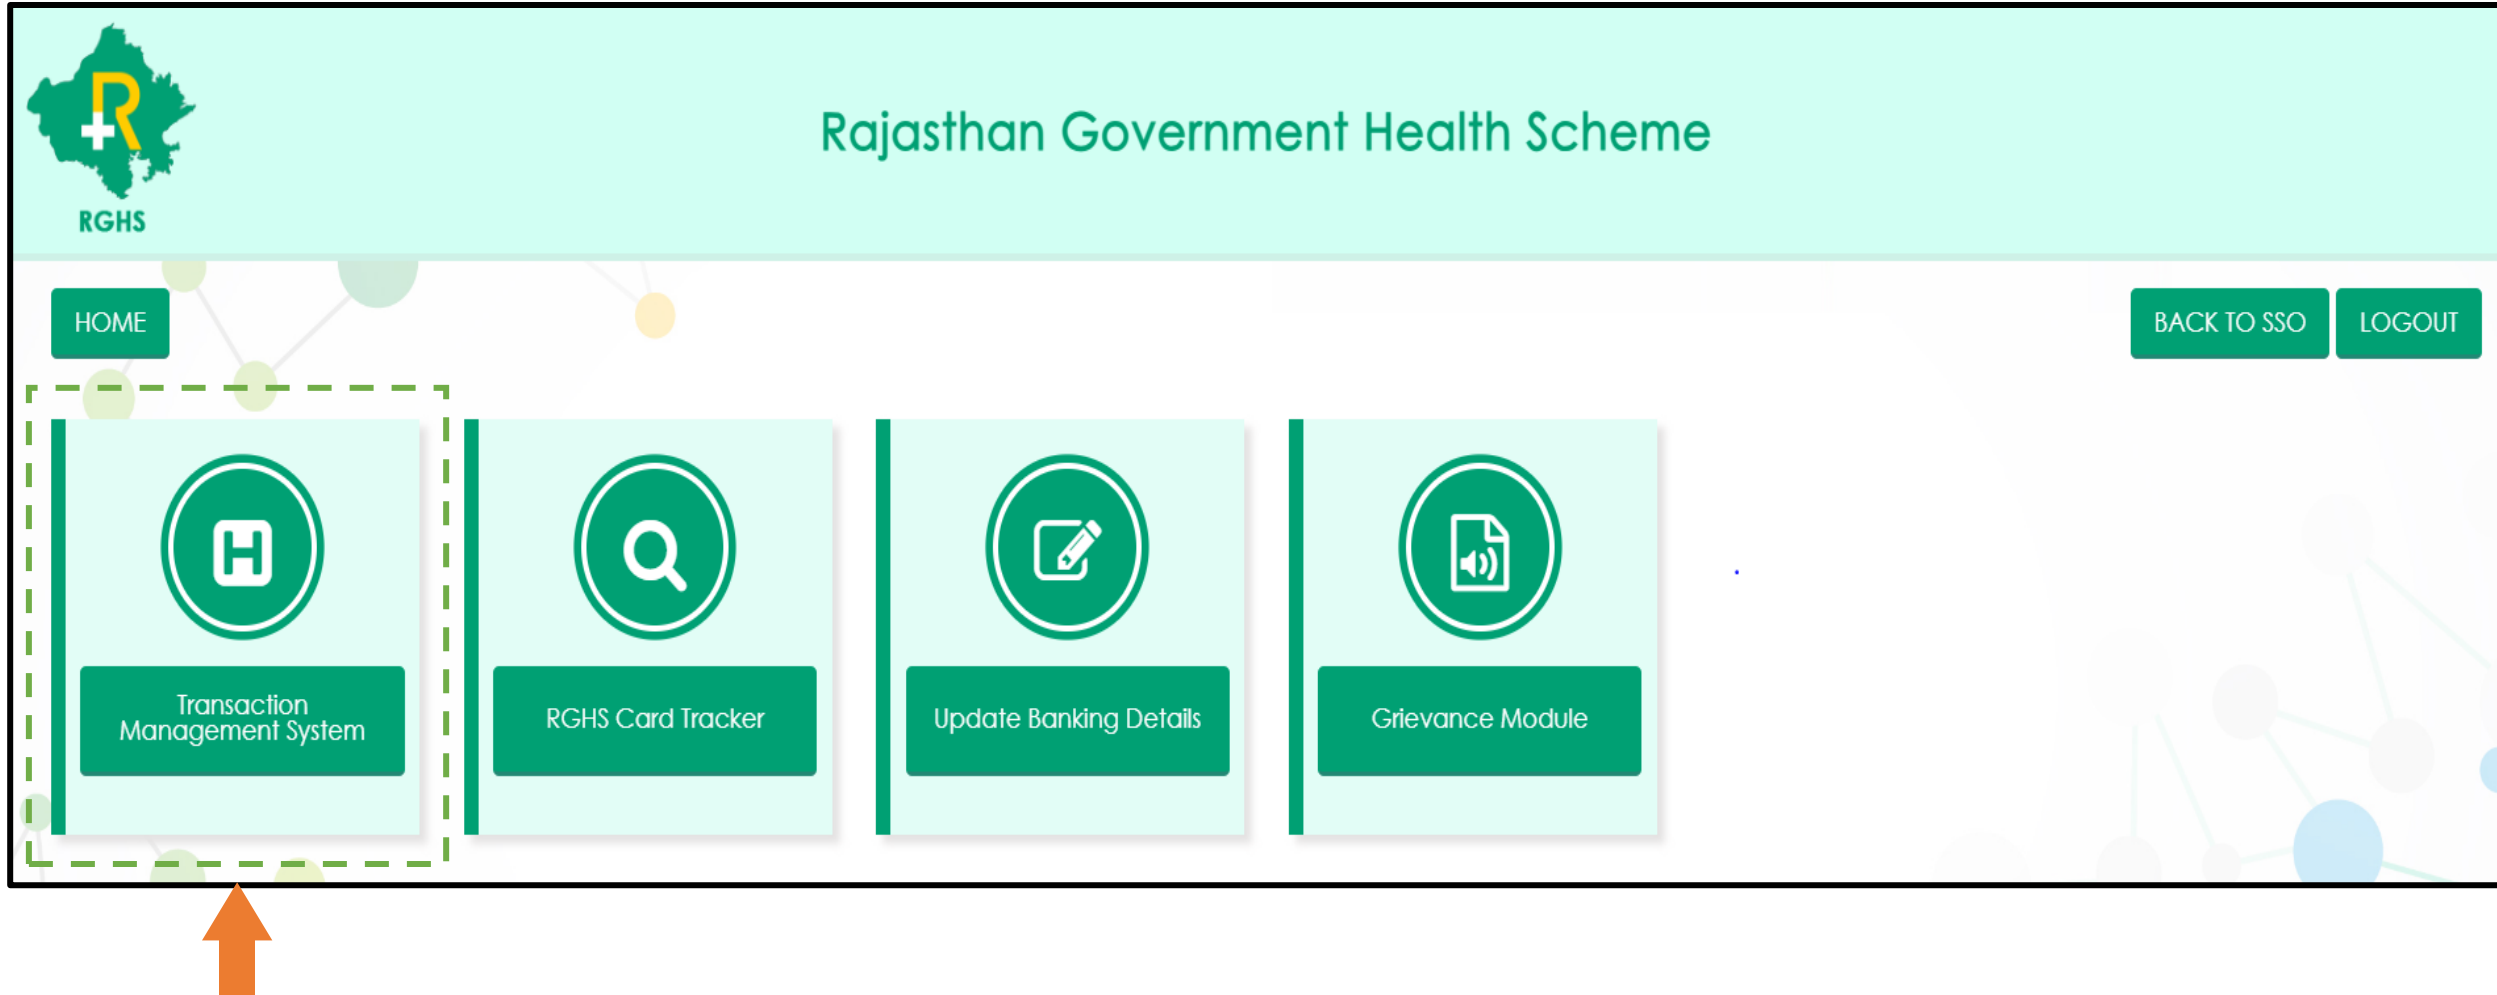 Rajasthan Government Health Scheme
RGHS
HOME
BACK TO SSO
LOGOUT
H
Transaction
Management System
RGHS Card Tracker
Update Banking Details
Grievance Module